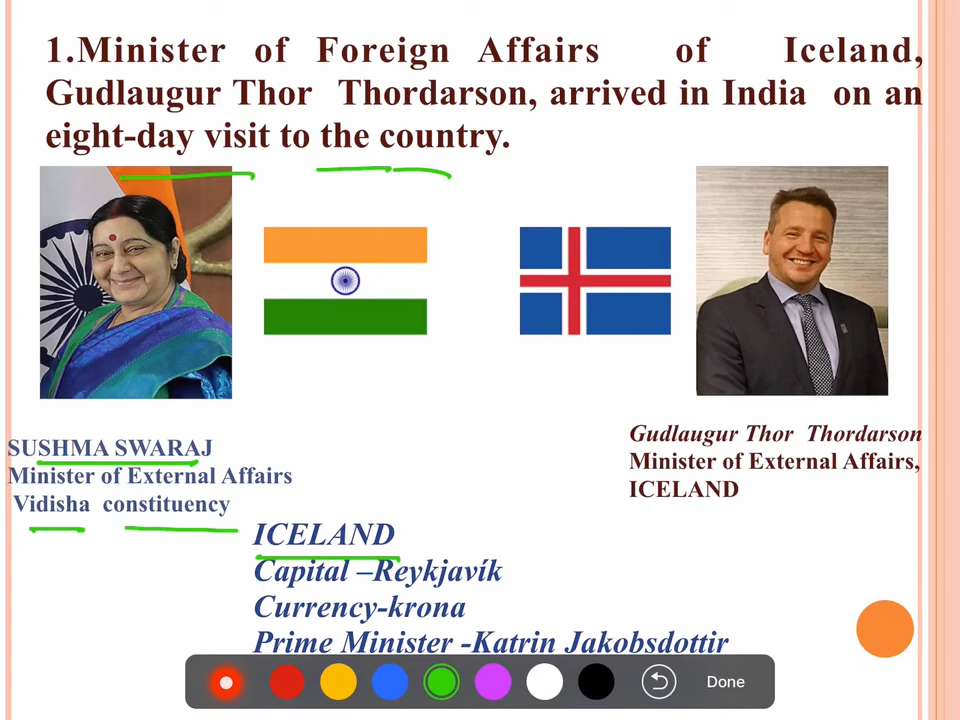 1.Minister of Foreign Affairs of Iceland,
Gudlaugur Thor Thordarson, arrived in India on an
eight-day visit to the country.
SUSHMA SWARAJ
Minister of External Affairs
Vidisha constituency
Gudlaugur Thor Thordarson
Minister of External Affairs,
ICELAND
ICELAND
Capital –Reykjavík
Currency-krona
Prime Minister -Katrin Jakobsdottir
Done